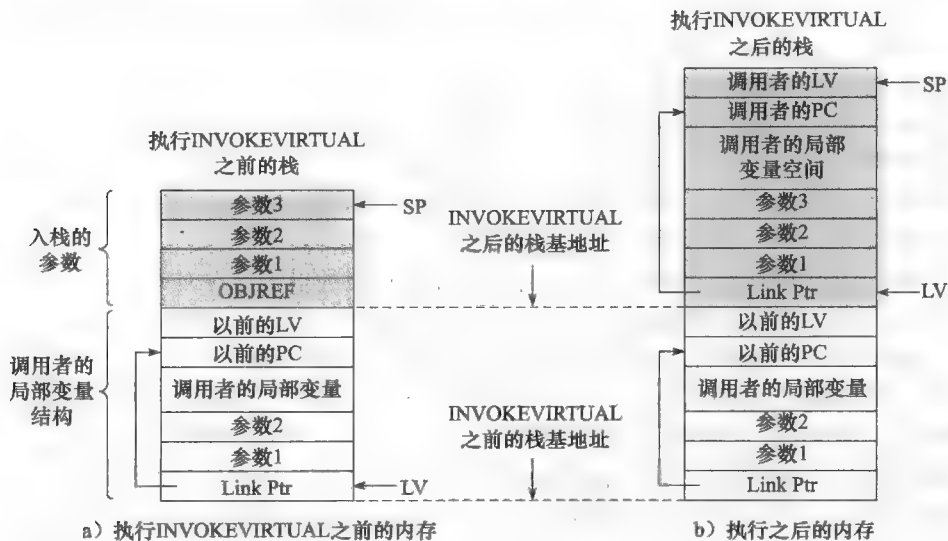 执行INVOKEVIRTUAL
之前的栈
参数3
SP
参数2
参数1
OBJREF
入栈的
参数
以前的LV
以前的PC
调用者的局部变量
参数2
参数1
Link Ptr
LV
调用者的
局部变量
结构
INVOKEVIRTUAL
之后的栈基地址
INVOKEVIRTUAL
之前的栈基地址
a）执行INVOKEVIRTUAL之前的内存
执行INVOKEVIRTUAL
之后的栈
调用者的LV
SP
调用者的PC
调用者的局部
变量空间
参数3
参数2
参数1
Link Ptr
LV
以前的LV
以前的PC
调用者的局部变量
参数2
参数1
Link Ptr
b）执行之后的内存